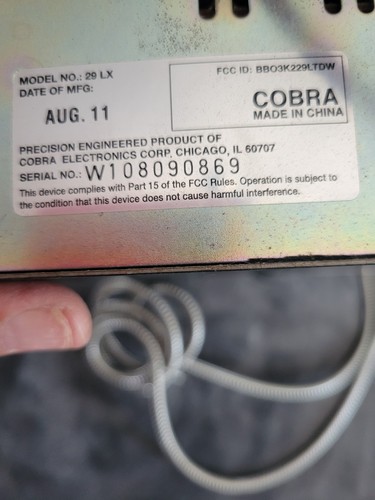 MODEL NO.: 29 LX
DATE OF MFG:
AUG. 11
FCC ID: BBO3K229LTDW
COBRA
MADE IN CHINA
PRECISION ENGINEERED PRODUCT OF
COBRA ELECTRONICS CORP, CHICAGO, IL 60707
SERIAL NO.: W108090869
This device complies with Part 15 of the FCC Rules. Operation is subject to
the condition that this device does not cause harmful interference.